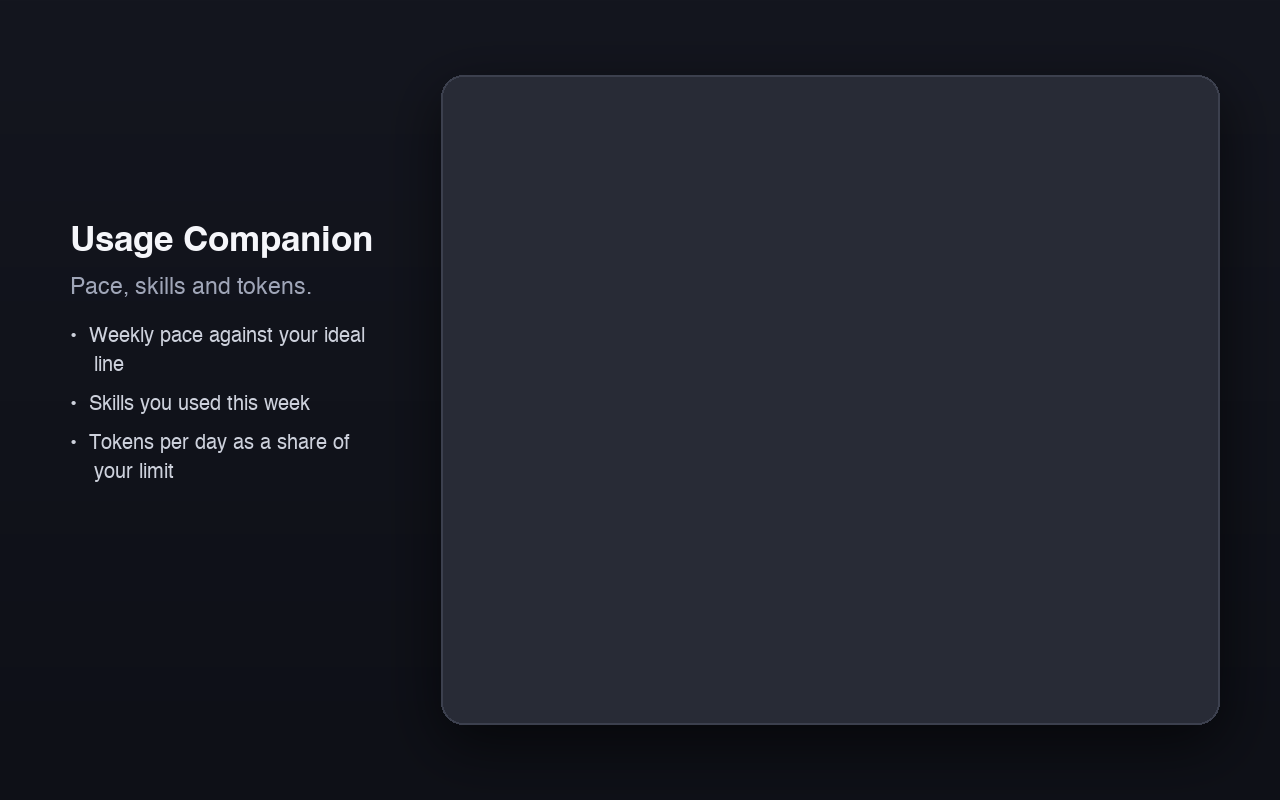 Usage Companion
Pace, skills and tokens.
• Weekly pace against your ideal
line
• Skills you used this week
• Tokens per day as a share of
your limit